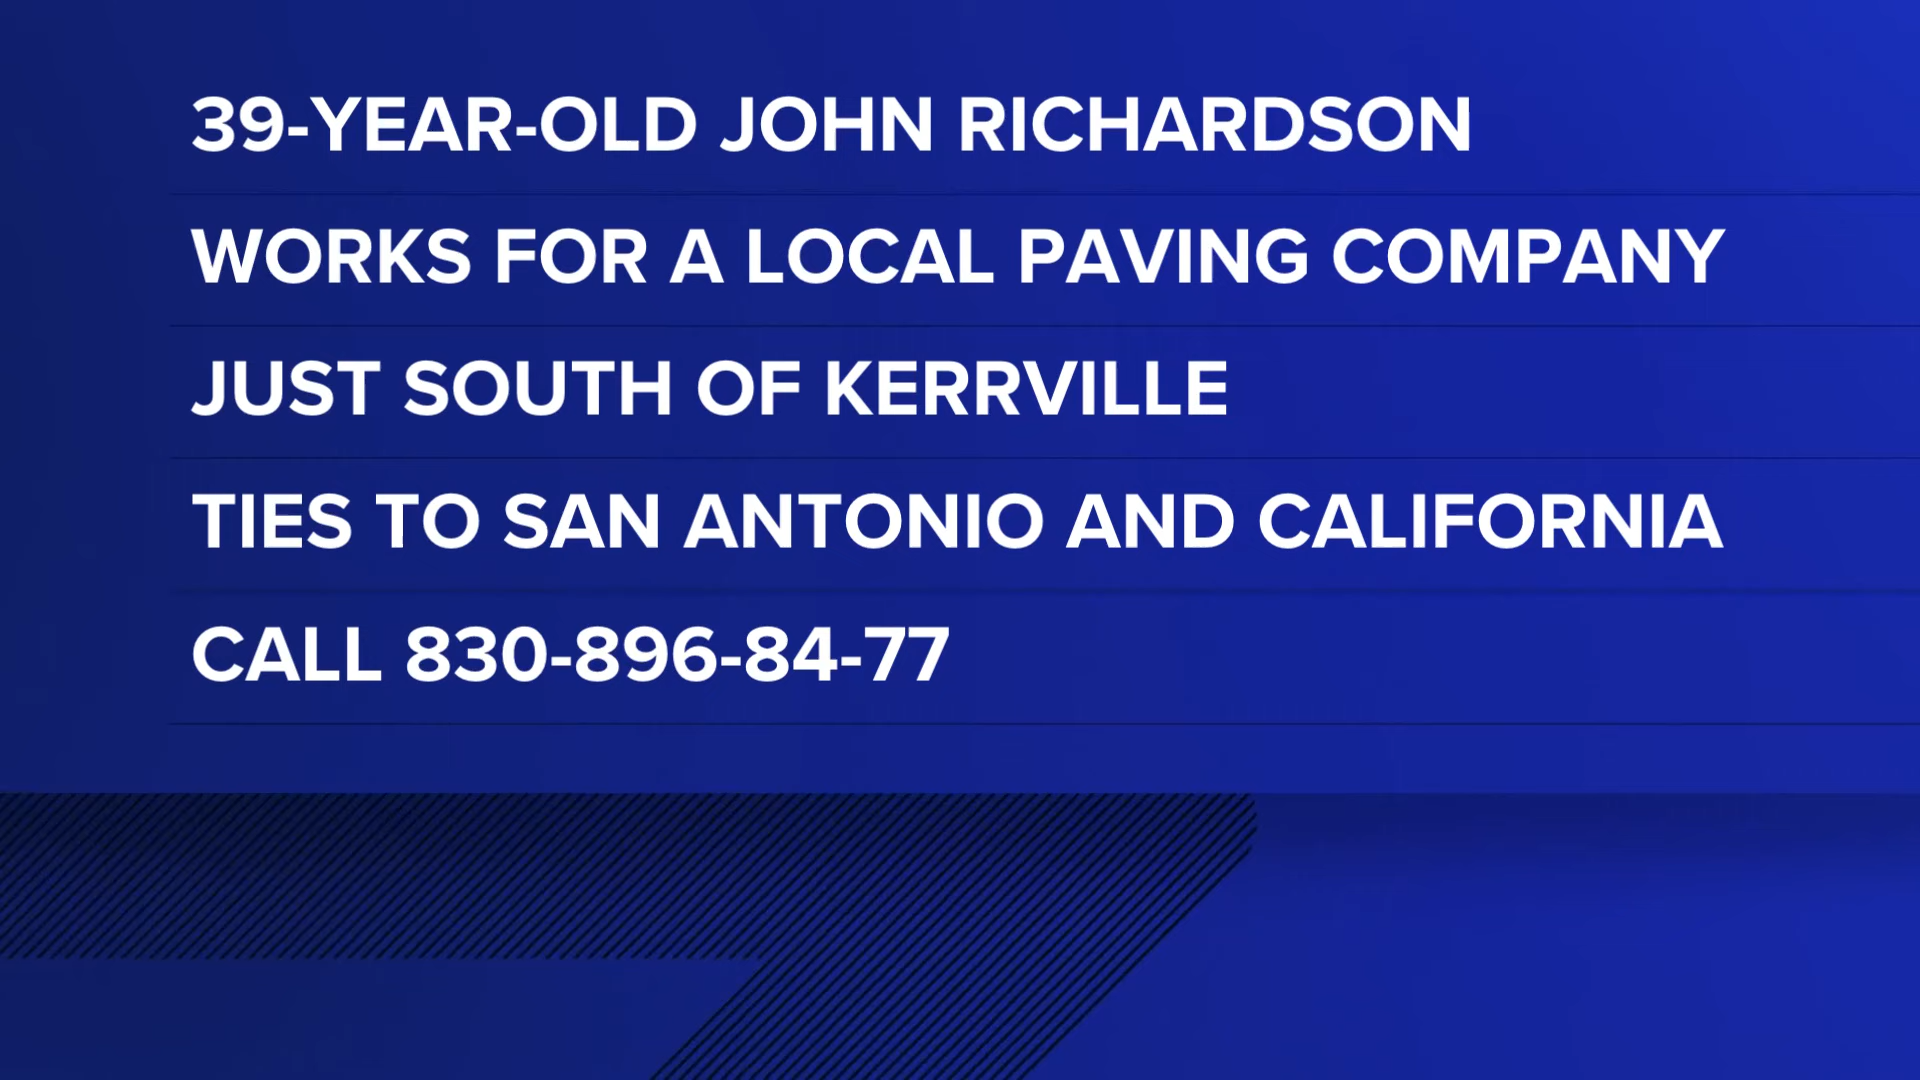 39-YEAR-OLD JOHN RICHARDSON
WORKS FOR A LOCAL PAVING COMPANY
JUST SOUTH OF KERRVILLE
TIES TO SAN ANTONIO AND CALIFORNIA
CALL 830-896-84-77